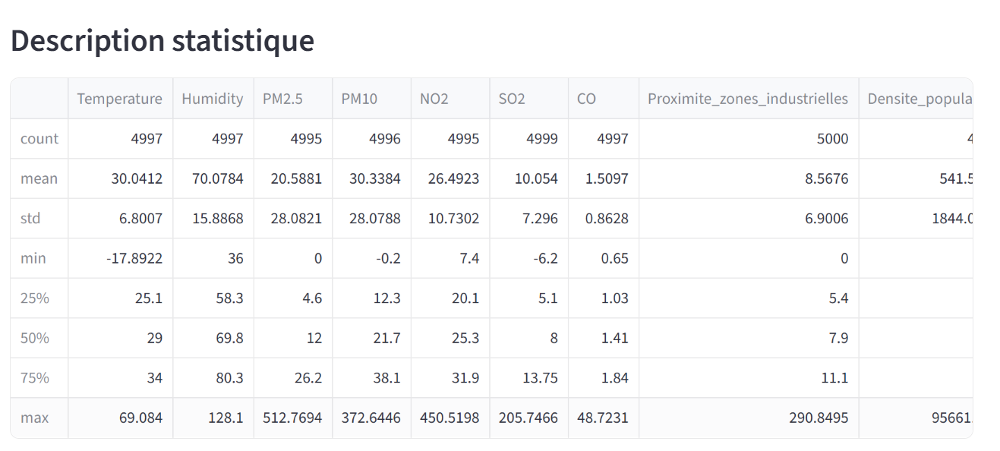 Description statistique
Temperature Humidity PM2.5 PM10 NO2 SO2 CO Proximite_zones_industrielles Densite_popula
count 4997 4997 4995 4996 4995 4999 4997 5000 4
mean 30.0412 70.0784 20.5881 30.3384 26.4923 10.054 1.5097 8.5676 541.5
std 6.8007 15.8868 28.0821 28.0788 10.7302 7.296 0.8628 6.9006 1844.0
min -17.8922 36 0 -0.2 7.4 -6.2 0.65 0
25% 25.1 58.3 4.6 12.3 20.1 5.1 1.03 5.4
50% 29 69.8 12 21.7 25.3 8 1.41 7.9
75% 34 80.3 26.2 38.1 31.9 13.75 1.84 11.1
max 69.084 128.1 512.7694 372.6446 450.5198 205.7466 48.7231 290.8495 95661.